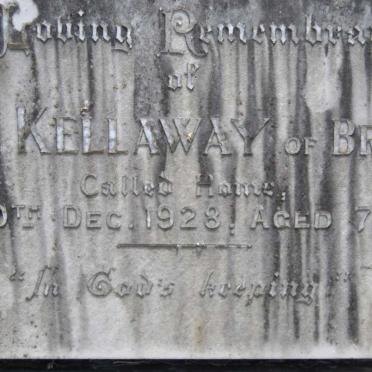 Loving Remembra
of
KELLAWAY OF BR
Called Home,
0TH DEC. 1928, AGED 7
"In God's keeping"